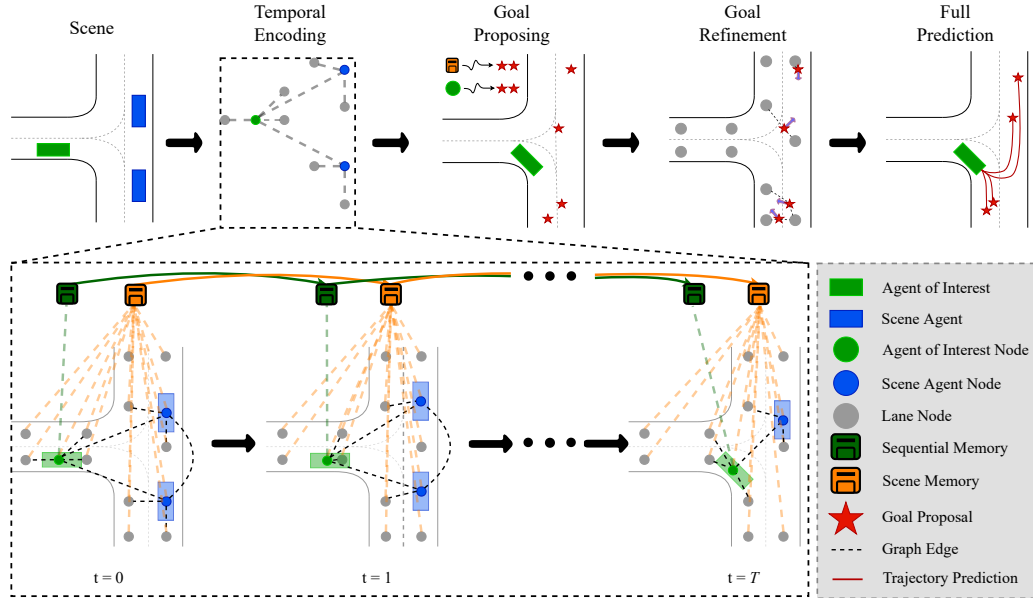 Scene
Temporal
Encoding
Goal
Proposing
Goal
Refinement
Full
Prediction
t = 0
t = 1
t = T
Agent of Interest
Scene Agent
Agent of Interest Node
Scene Agent Node
Lane Node
Sequential Memory
Scene Memory
Goal Proposal
Graph Edge
Trajectory Prediction